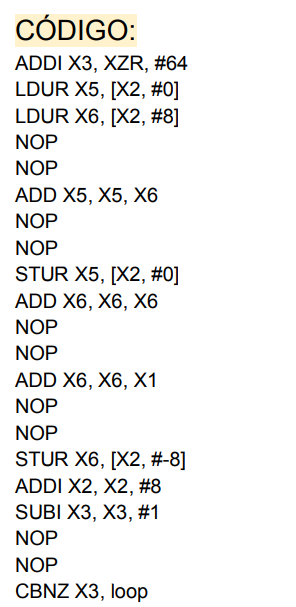 CÓDIGO:
ADDI X3, XZR, #64
LDUR X5, [X2, #0]
LDUR X6, [X2, #8]
NOP
NOP
ADD X5, X5, X6
NOP
NOP
STUR X5, [X2, #0]
ADD X6, X6, X6
NOP
NOP
ADD X6, X6, X1
NOP
NOP
STUR X6, [X2, #-8]
ADDI X2, X2, #8
SUBI X3, X3, #1
NOP
NOP
CBNZ X3, loop